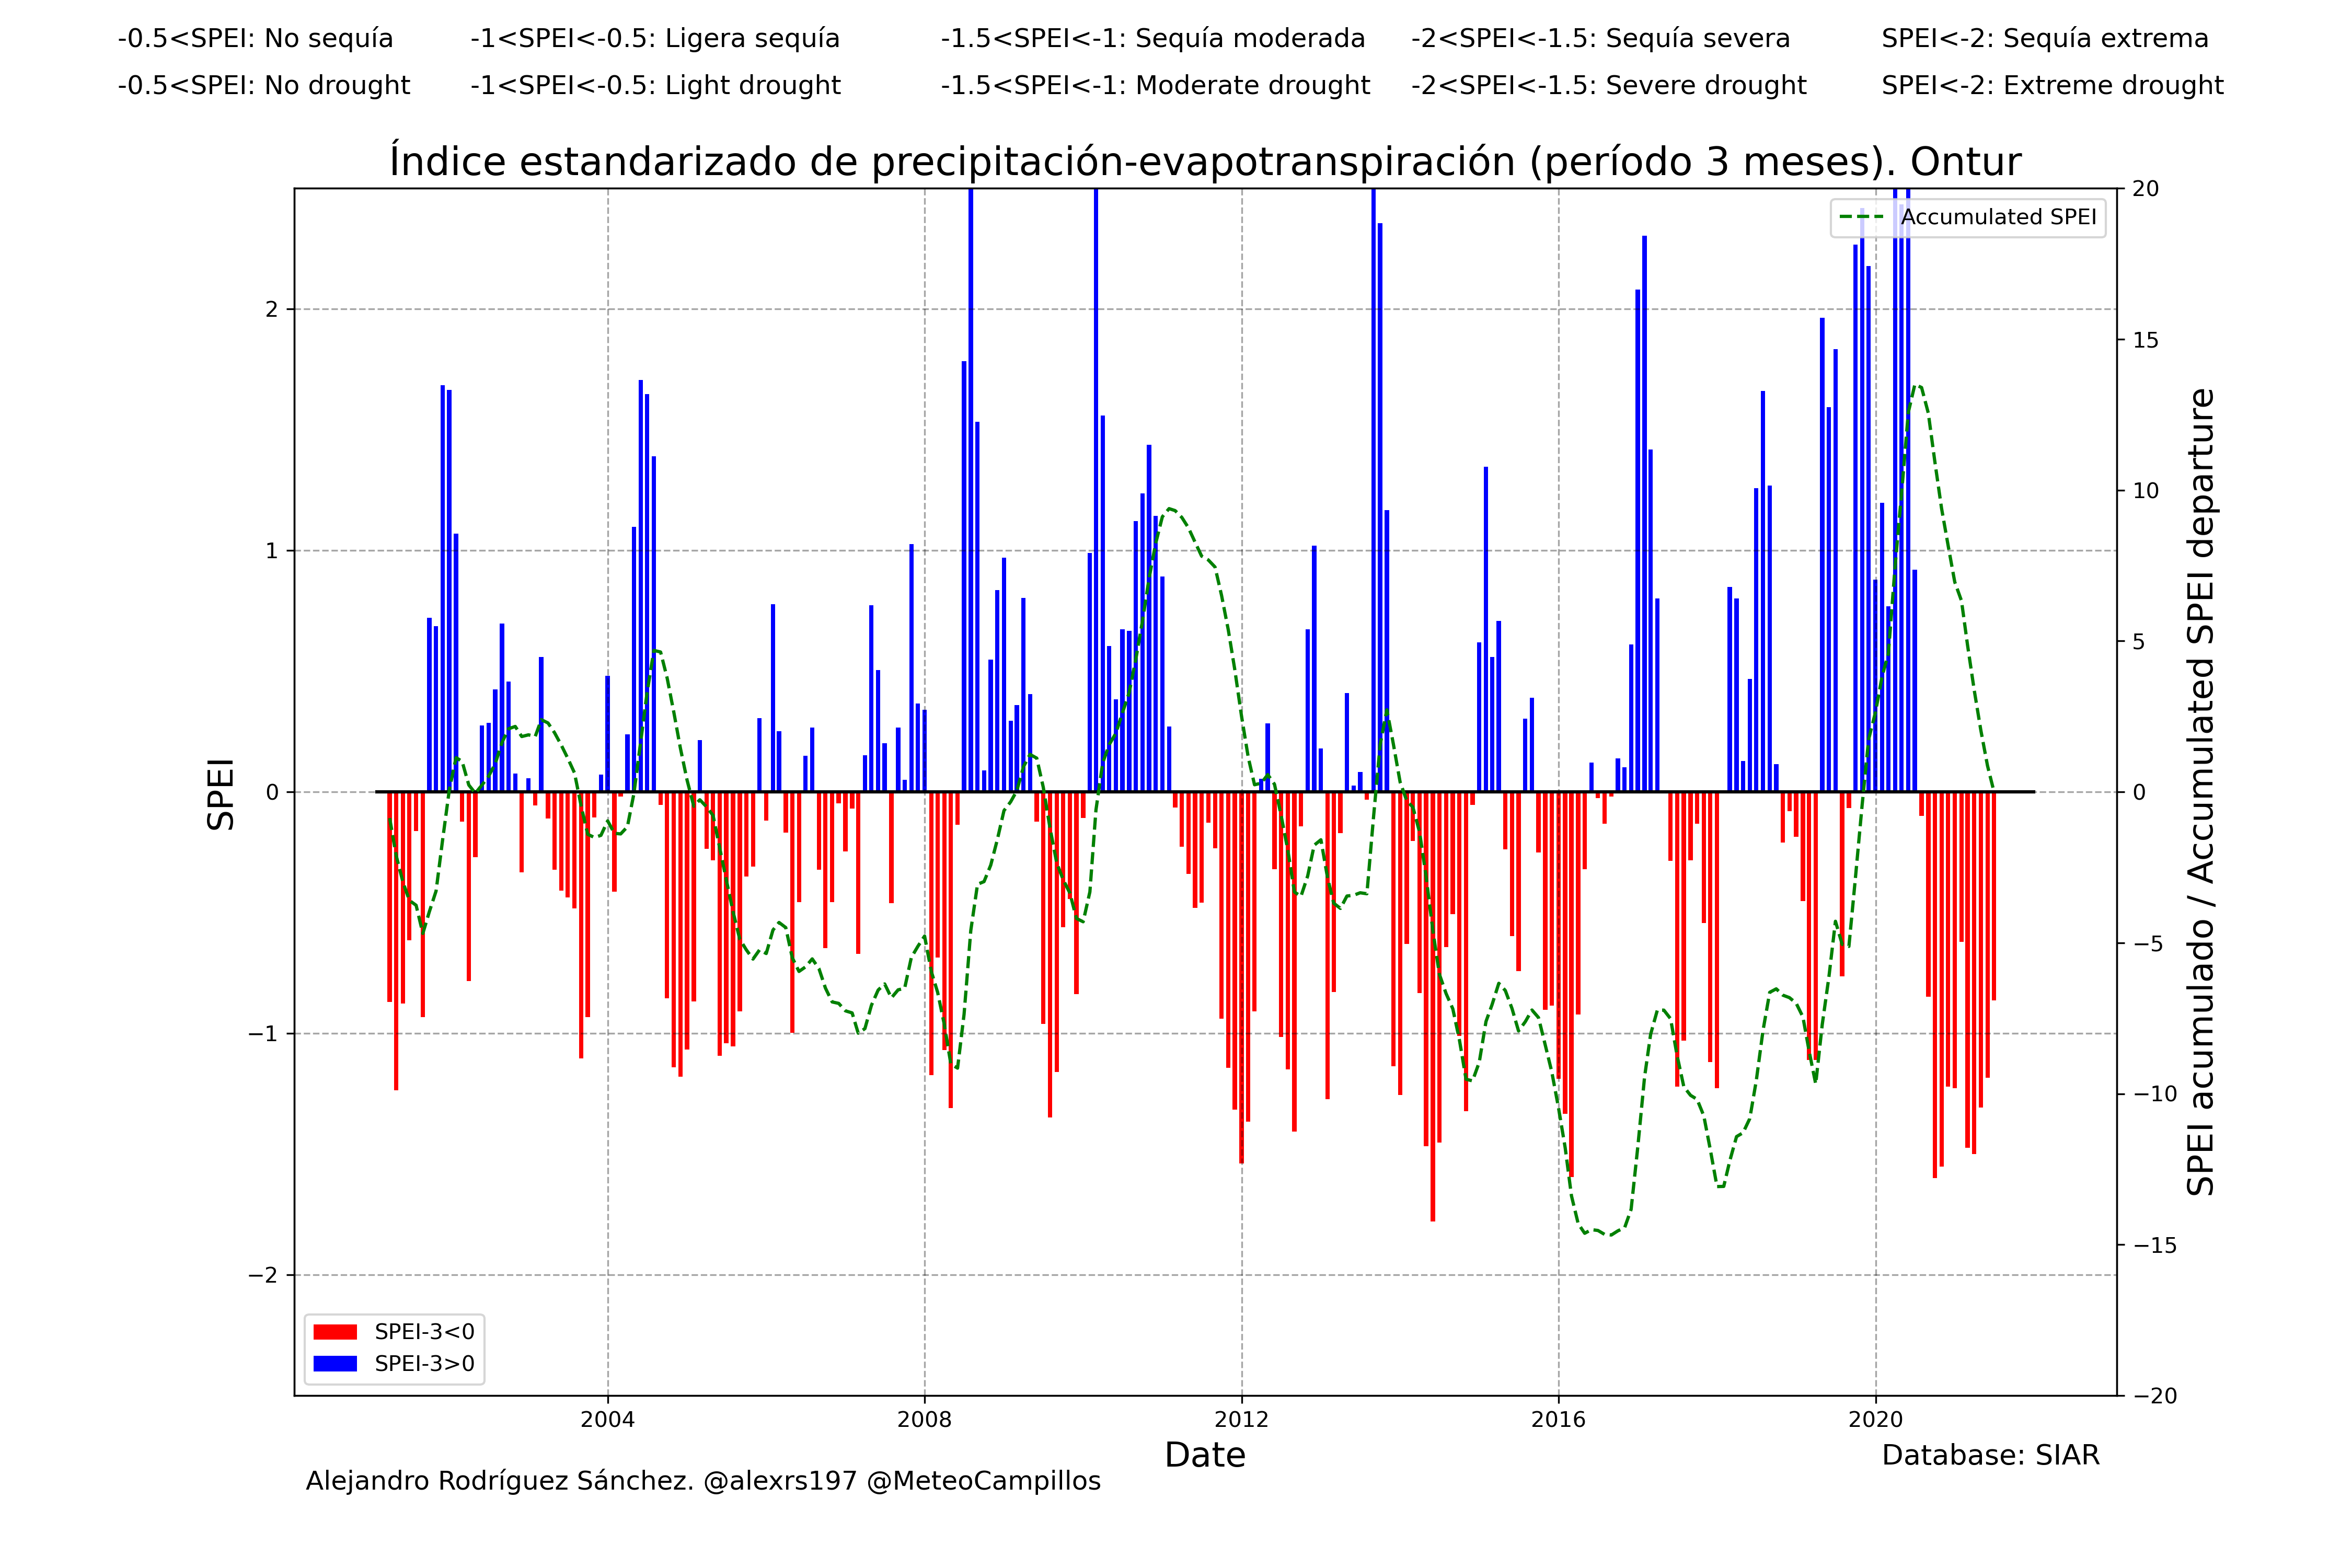 -0.5<SPEI: No sequía -1<SPEI<-0.5: Ligera sequía -1.5<SPEI<-1: Sequía moderada -2<SPEI<-1.5: Sequía severa SPEI<-2: Sequía extrema
-0.5<SPEI: No drought -1<SPEI<-0.5: Light drought -1.5<SPEI<-1: Moderate drought -2<SPEI<-1.5: Severe drought SPEI<-2: Extreme drought
Índice estandarizado de precipitación-evapotranspiración (período 3 meses). Ontur
Accumulated SPEI
SPEI
2
1
0
−1
−2
20
15
10
5
0
−5
−10
−15
−20
SPEI acumulado / Accumulated SPEI departure
SPEI-3<0
SPEI-3>0
2004 2008 2012 2016 2020
Date
Database: SIAR
Alejandro Rodríguez Sánchez. @alexrs197 @MeteoCampillos